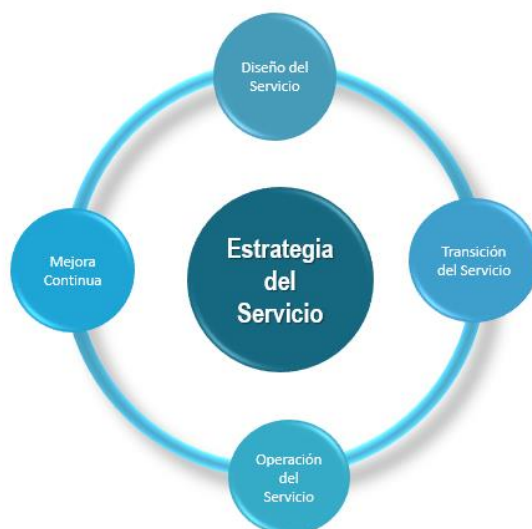 Diseño del
Servicio
Estrategia
del
Servicio
Transición
del Servicio
Mejora
Continua
Operación
del
Servicio